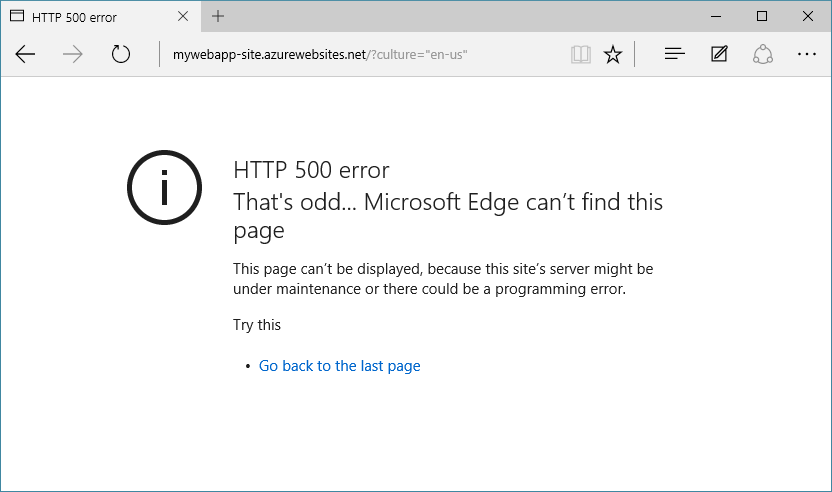 HTTP 500 error
mywebapp-site.azurewebsites.net/?culture="en-us"
HTTP 500 error
That's odd... Microsoft Edge can’t find this
page
This page can’t be displayed, because this site’s server might be
under maintenance or there could be a programming error.
Try this
• Go back to the last page